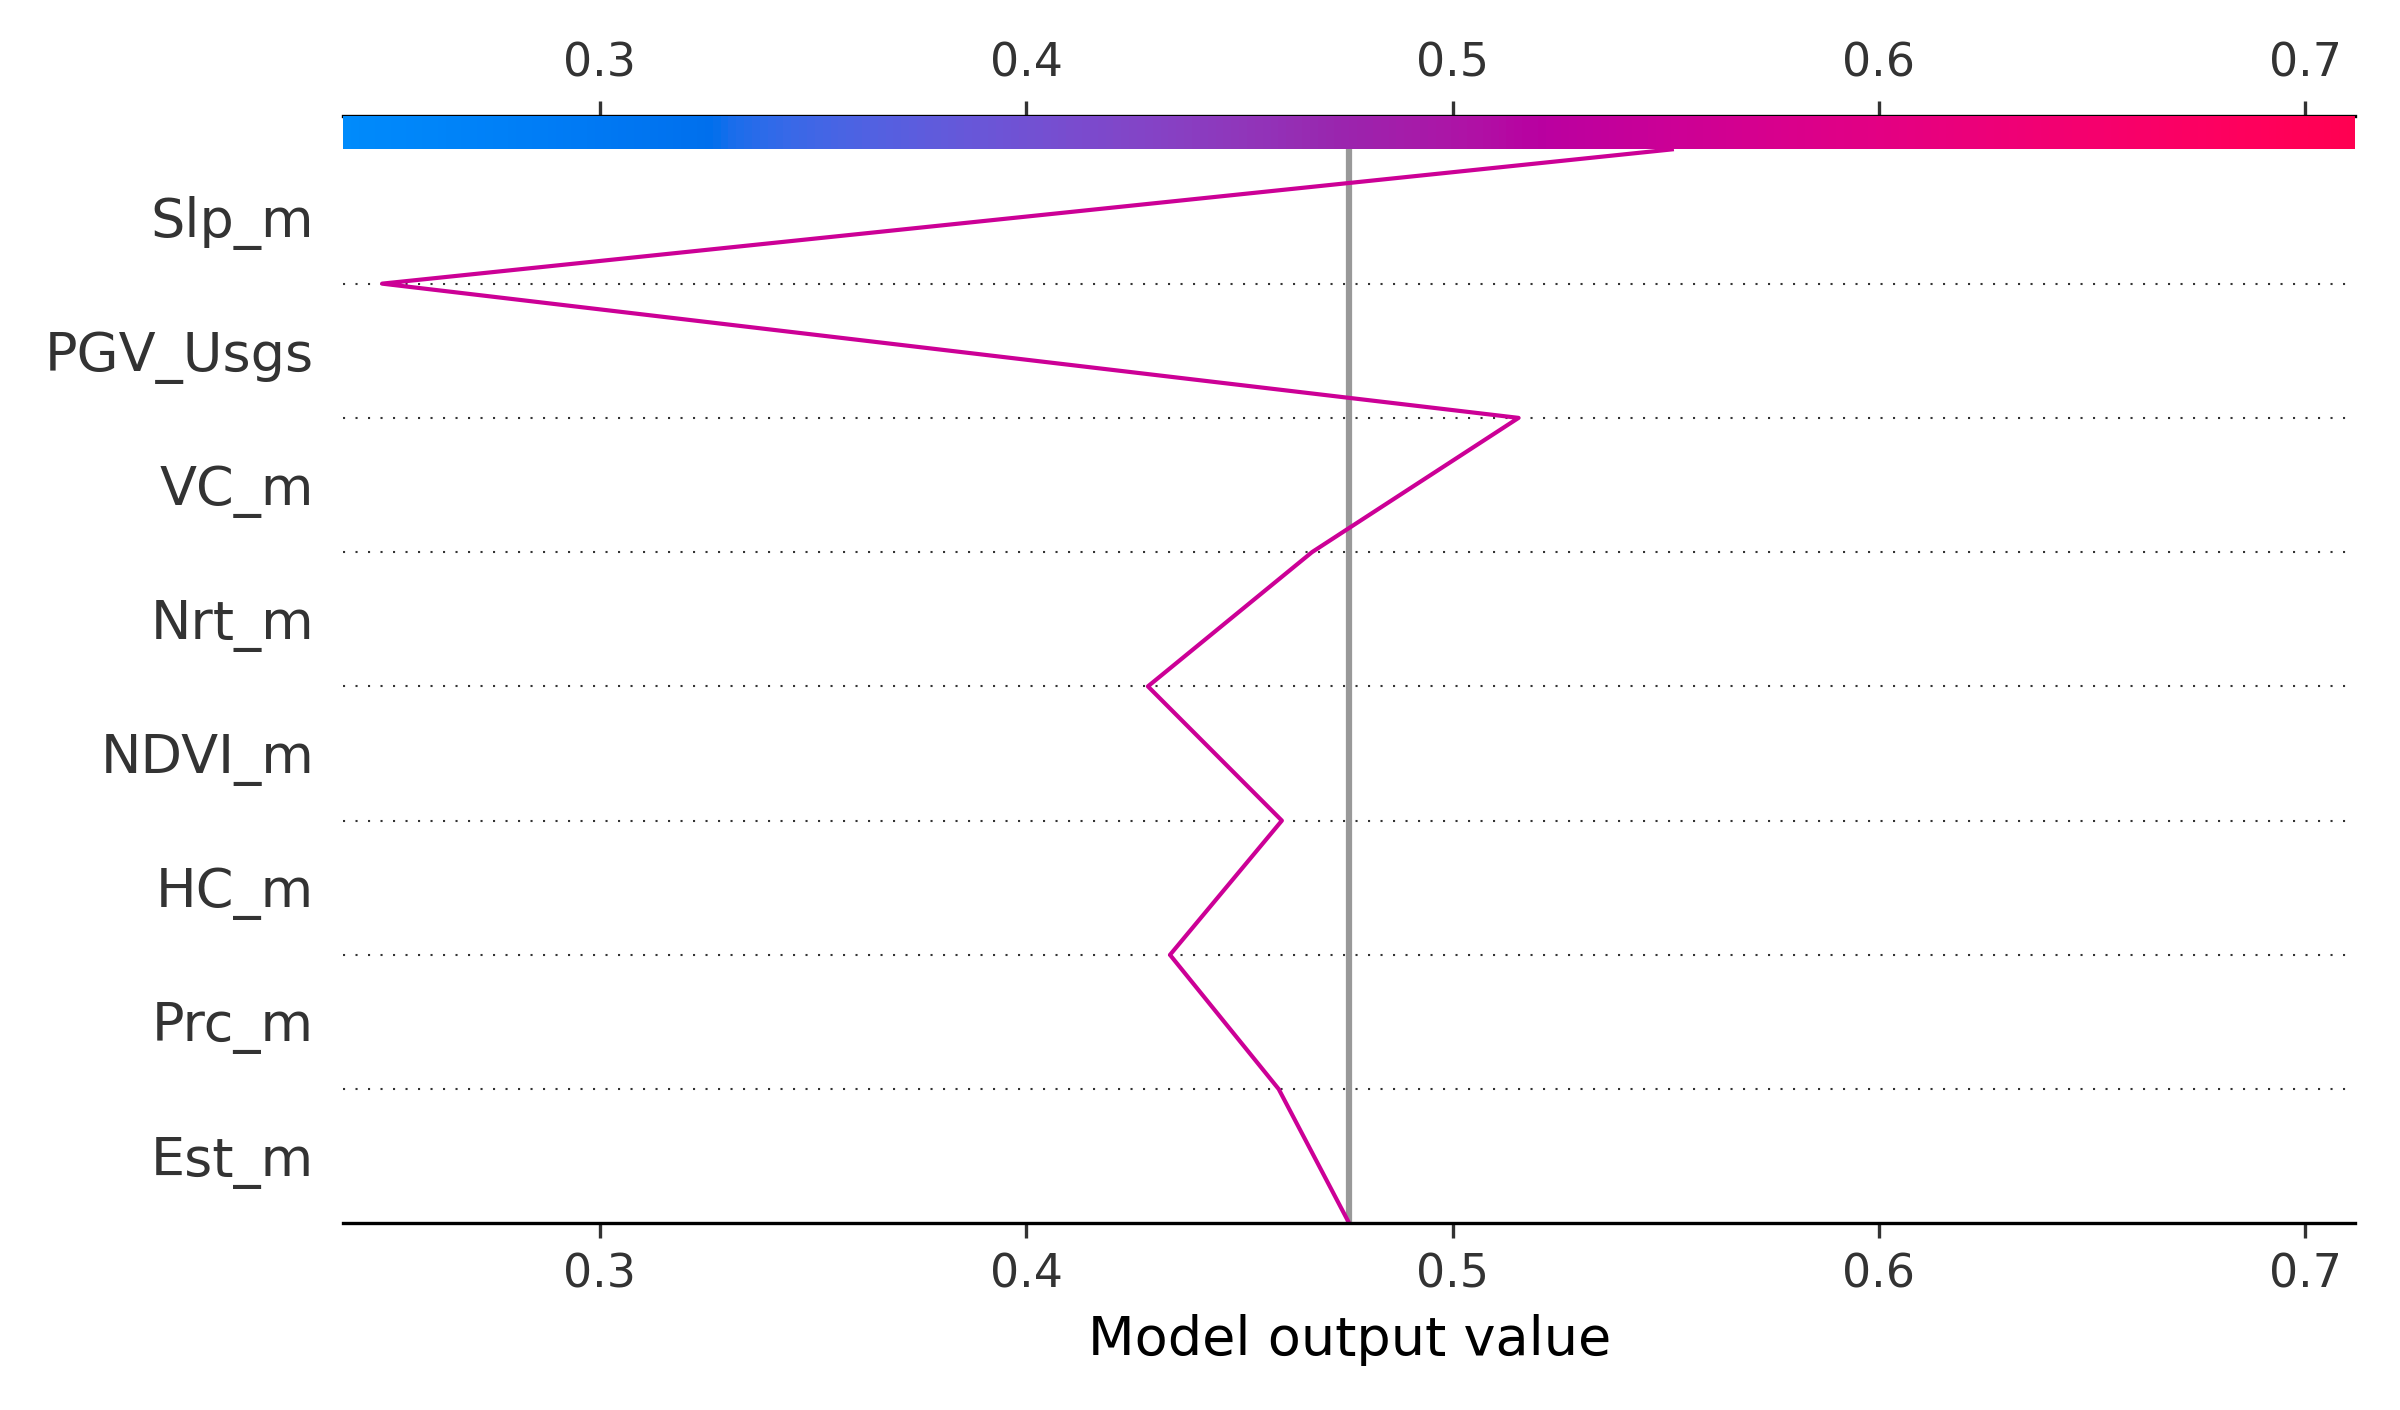 0.3 0.4 0.5 0.6 0.7
Slp_m
PGV_Usgs
VC_m
Nrt_m
NDVI_m
HC_m
Prc_m
Est_m
0.3 0.4 0.5 0.6 0.7
Model output value